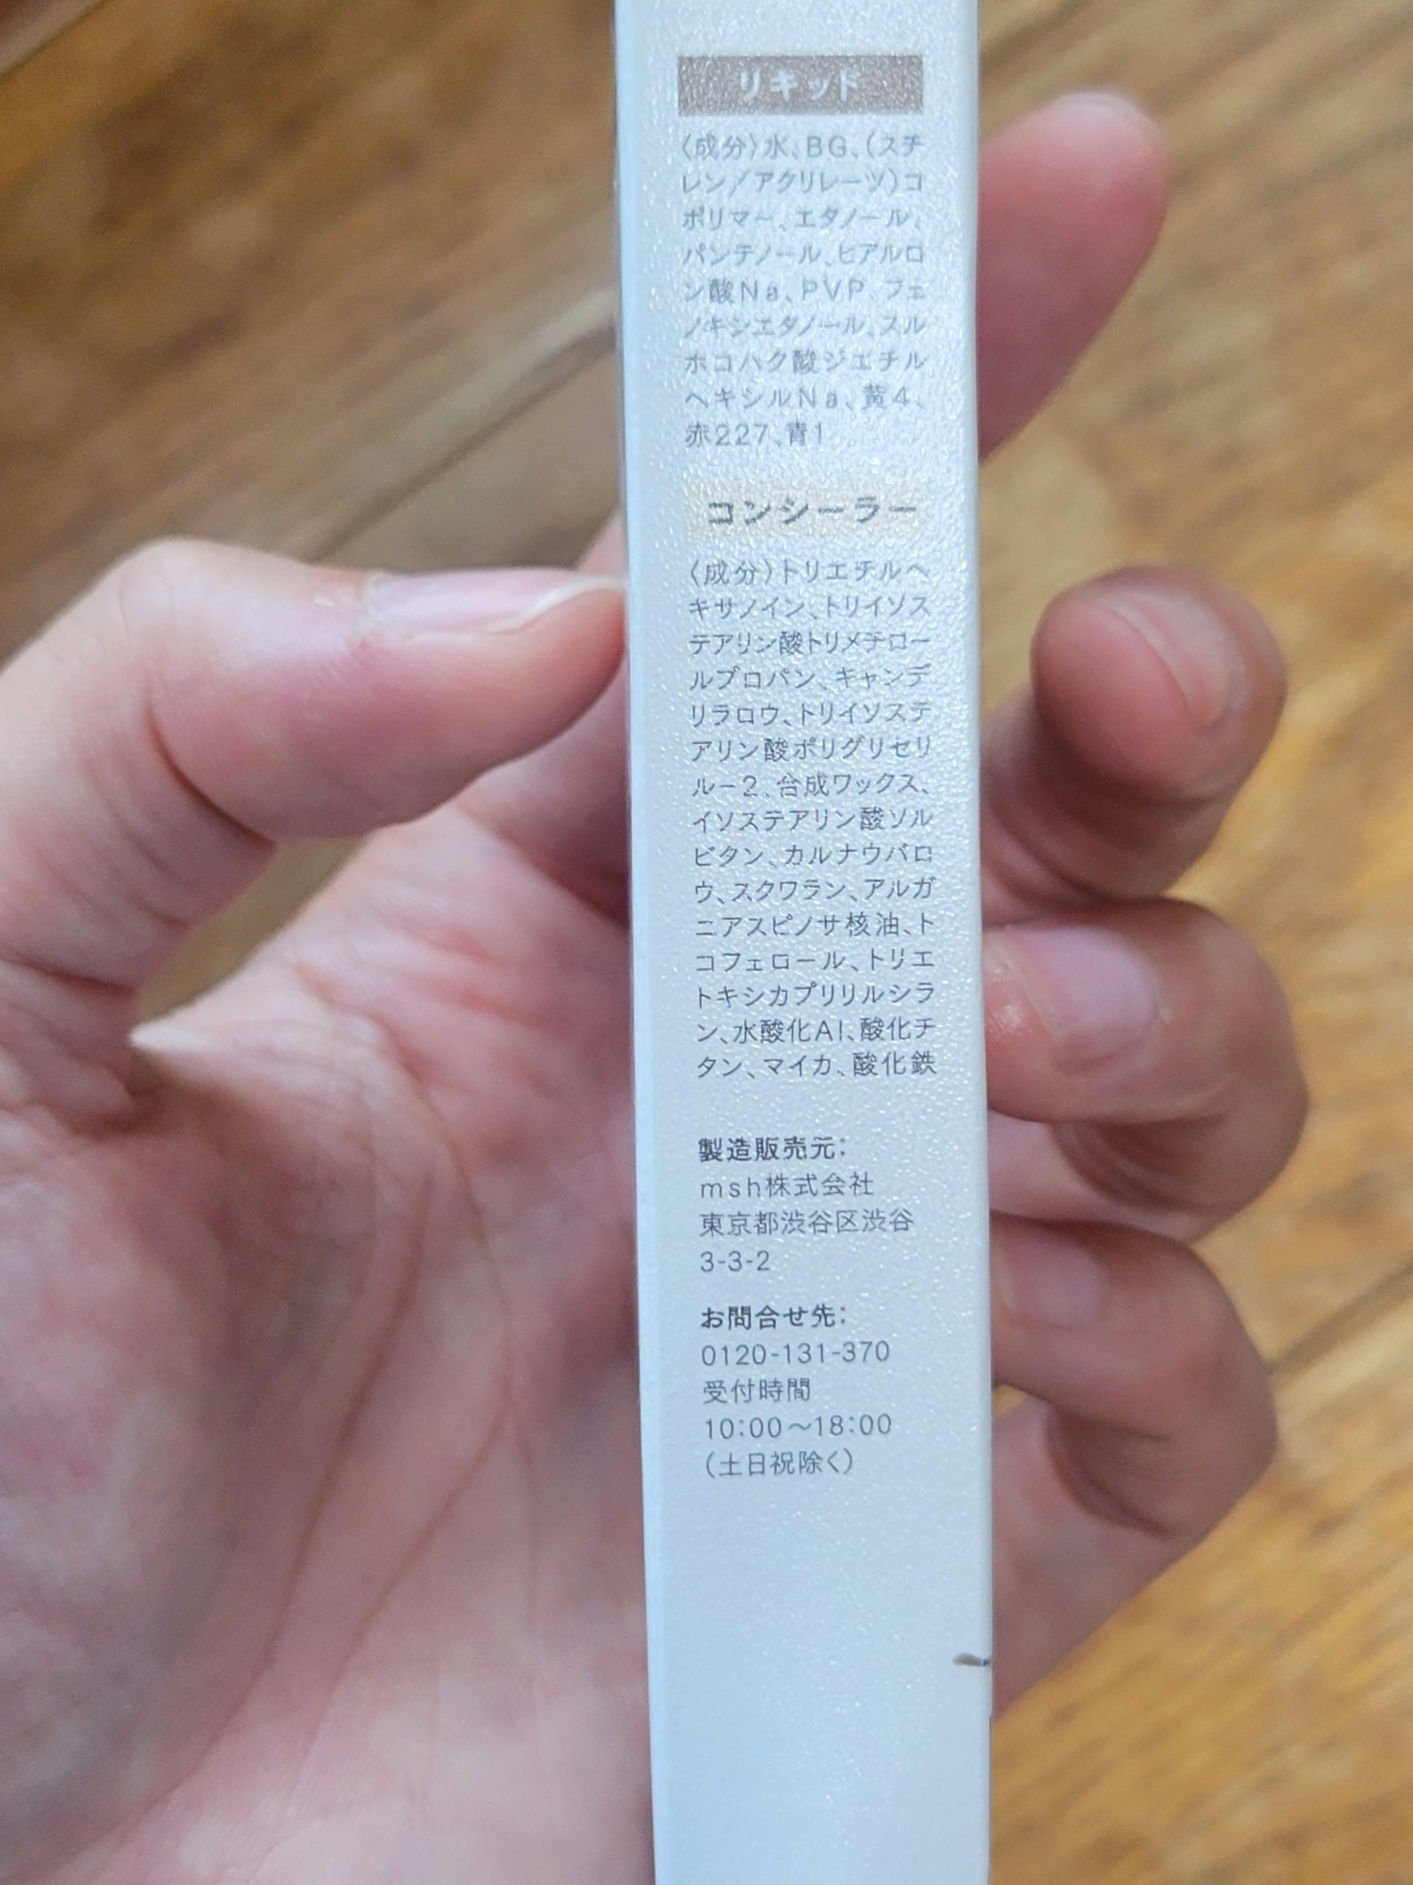 リキッド
〈成分〉水、BG、(スチ
レン/アクリレーツ)コ
ポリマー、エタノール、
パンテノール、ヒアルロ
ン酸Na、PVP、フェ
ノキシエタノール、スル
ホコハク酸ジエチル
ヘキシルNa、黄4、
赤227、青1
コンシーラー
〈成分〉トリエチルヘ
キサノイン、トリイソス
テアリン酸トリメチロー
ルプロパン、キャンデ
リラロウ、トリイソステ
アリン酸ポリグリセリ
ル-2、合成ワックス、
イソステアリン酸ソル
ビタン、カルナウバロ
ウ、スクワラン、アルガ
ニアスピノサ核油、ト
コフェロール、トリエ
トキシカプリリルシラ
ン、水酸化Al、酸化チ
タン、マイカ、酸化鉄
製造販売元:
msh株式会社
東京都渋谷区渋谷
3-3-2
お問合せ先:
0120-131-370
受付時間
10:00〜18:00
(土日祝除く)